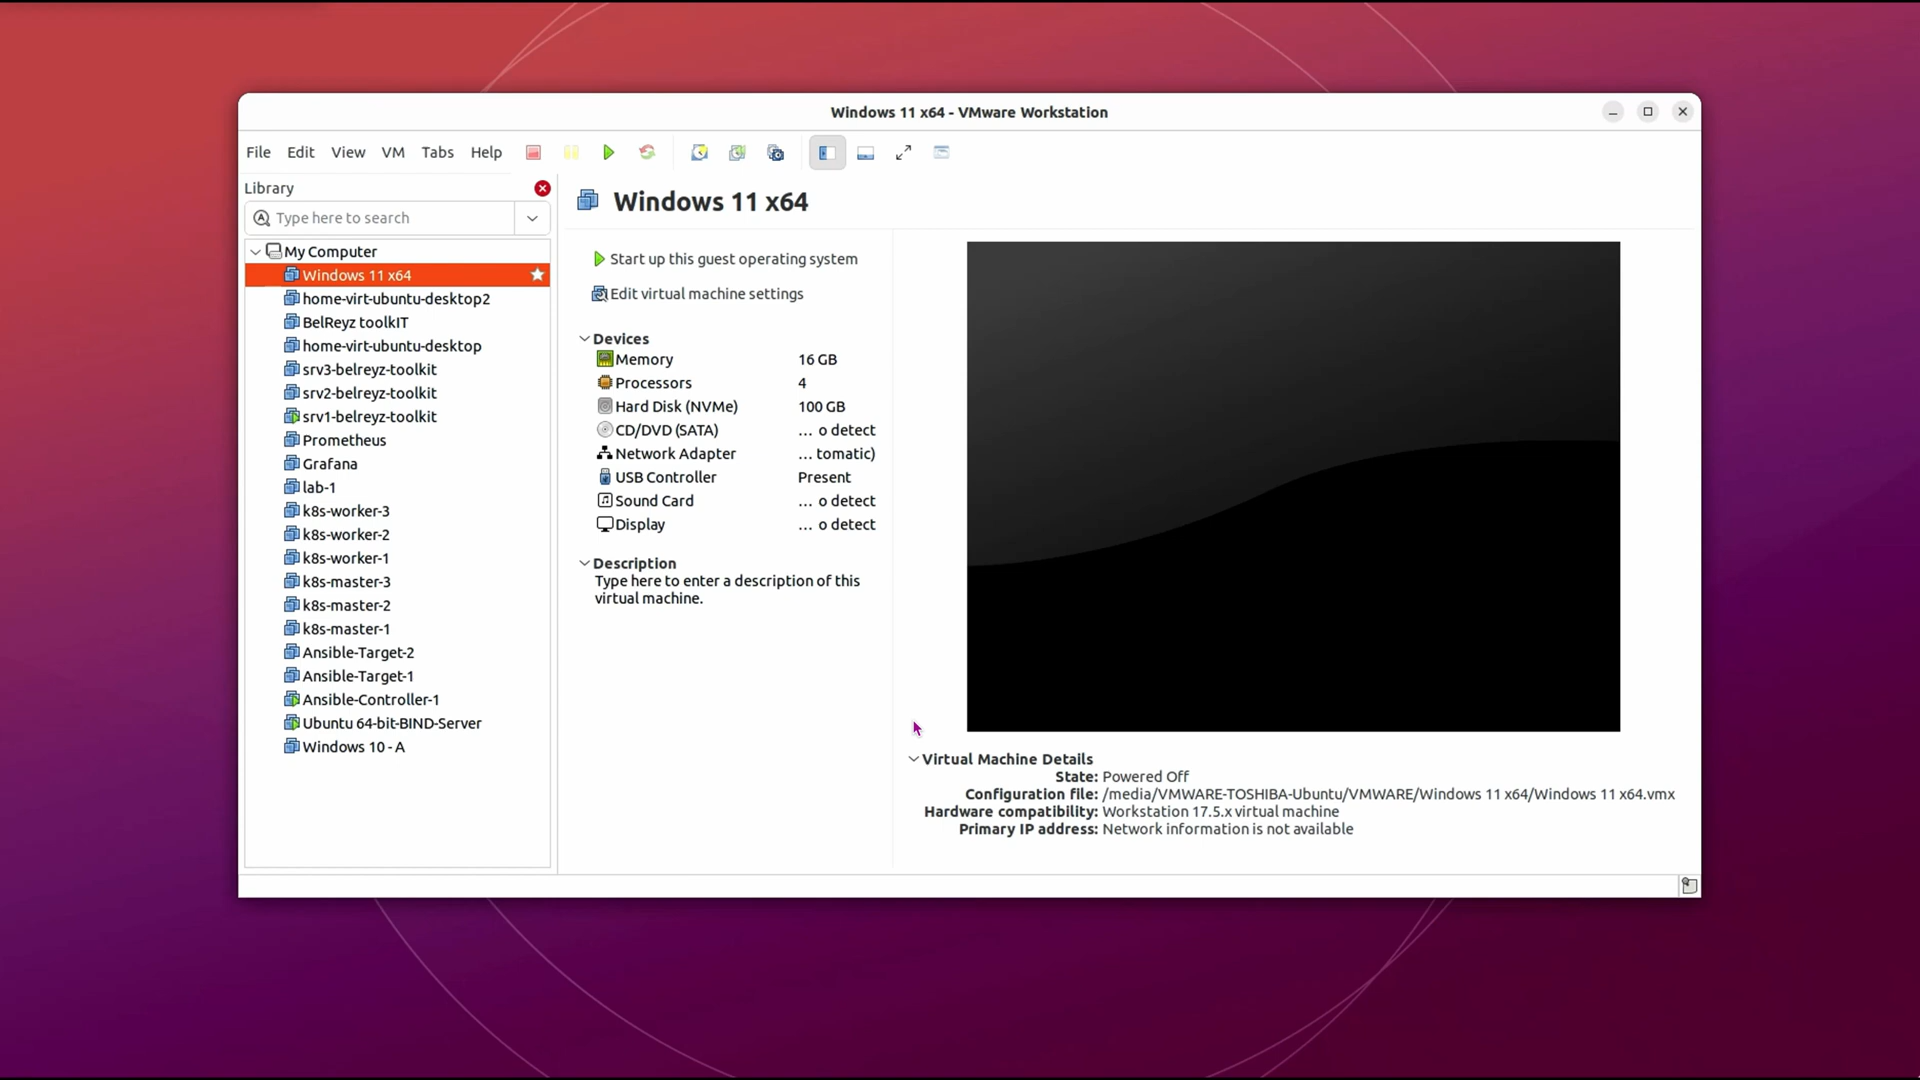 Windows 11 x64 - VMware Workstation
File Edit View VM Tabs Help
Library
Type here to search
My Computer
Windows 11 x64
home-virt-ubuntu-desktop2
BelReyz toolkIT
home-virt-ubuntu-desktop
srv3-belreyz-toolkit
srv2-belreyz-toolkit
srv1-belreyz-toolkit
Prometheus
Grafana
lab-1
k8s-worker-3
k8s-worker-2
k8s-worker-1
k8s-master-3
k8s-master-2
k8s-master-1
Ansible-Target-2
Ansible-Target-1
Ansible-Controller-1
Ubuntu 64-bit-BIND-Server
Windows 10 - A
Windows 11 x64
Start up this guest operating system
Edit virtual machine settings
Devices
Memory 16 GB
Processors 4
Hard Disk (NVMe) 100 GB
CD/DVD (SATA) ... o detect
Network Adapter ... tomatic)
USB Controller Present
Sound Card ... o detect
Display ... o detect
Description
Type here to enter a description of this
virtual machine.
Virtual Machine Details
State: Powered Off
Configuration file: /media/VMWARE-TOSHIBA-Ubuntu/VMWARE/Windows 11 x64/Windows 11 x64.vmx
Hardware compatibility: Workstation 17.5.x virtual machine
Primary IP address: Network information is not available